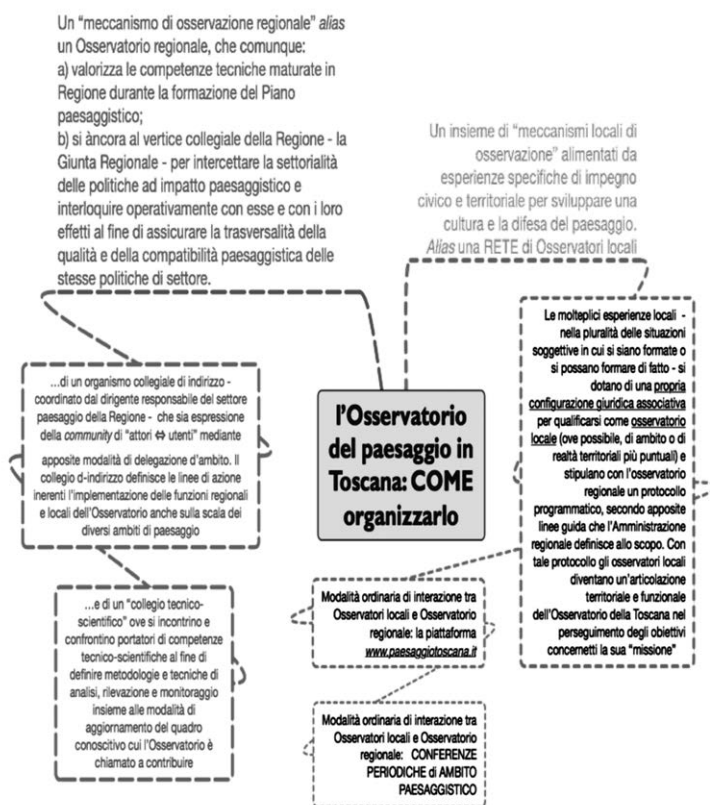 Un “meccanismo di osservazione regionale” alias
un Osservatorio regionale, che comunque:
a) valorizza le competenze tecniche maturate in
Regione durante la formazione del Piano
paesaggistico;
b) si àncora al vertice collegiale della Regione - la
Giunta Regionale - per intercettare la settorialità
delle politiche ad impatto paesaggistico e
interloquire operativamente con esse e con i loro
effetti al fine di assicurare la trasversalità della
qualità e della compatibilità paesaggistica delle
stesse politiche di settore.
Un insieme di “meccanismi locali di
osservazione” alimentati da
esperienze specifiche di impegno
civico e territoriale per sviluppare una
cultura e la difesa del paesaggio.
Alias una RETE di Osservatori locali
...di un organismo collegiale di indirizzo -
coordinato dal dirigente responsabile del settore
paesaggio della Regione - che sia espressione
della community di “attori ⇔ utenti” mediante
apposite modalità di delegazione d’ambito. Il
collegio d-indirizzo definisce le linee di azione
inerenti l’implementazione delle funzioni regionali
e locali dell’Osservatorio anche sulla scala dei
diversi ambiti di paesaggio
l’Osservatorio
del paesaggio in
Toscana: COME
organizzarlo
Le molteplici esperienze locali -
nella pluralità delle situazioni
soggettive in cui si siano formate o
si possano formare di fatto - si
dotano di una propria
configurazione giuridica associativa
per qualificarsi come osservatorio
locale (ove possibile, di ambito o di
realtà territoriali più puntuali) e
stipulano con l’osservatorio
regionale un protocollo
programmatico, secondo apposite
linee guida che l’Amministrazione
regionale definisce allo scopo. Con
tale protocollo gli osservatori locali
diventano un’articolazione
territoriale e funzionale
dell’Osservatorio della Toscana nel
perseguimento degli obiettivi
concernetti la sua “missione”
...e di un “collegio tecnico-
scientifico” ove si incontrino e
confrontino portatori di competenze
tecnico-scientifiche al fine di
definire metodologie e tecniche di
analisi, rilevazione e monitoraggio
insieme alle modalità di
aggiornamento del quadro
conoscitivo cui l’Osservatorio è
chiamato a contribuire
Modalità ordinaria di interazione tra
Osservatori locali e Osservatorio
regionale: la piattaforma
www.paesaggiotoscana.it
Modalità ordinaria di interazione tra
Osservatori locali e Osservatorio
regionale: CONFERENZE
PERIODICHE di AMBITO
PAESAGGISTICO